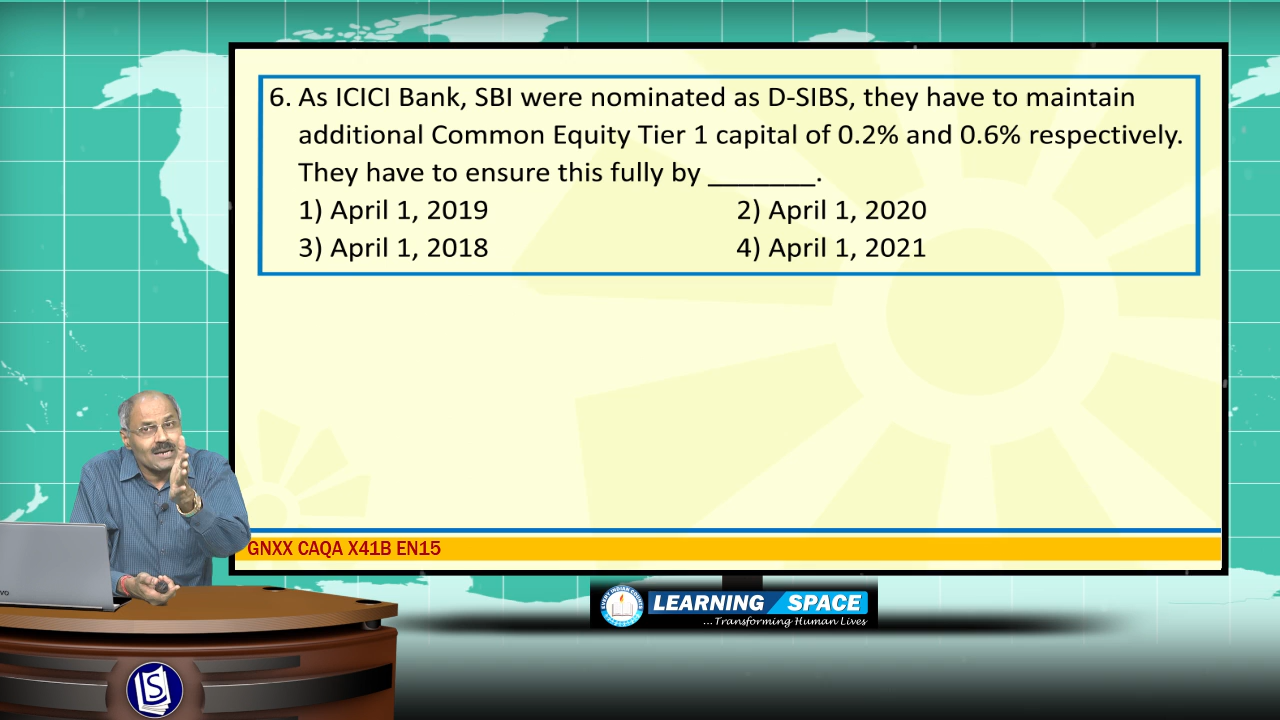 6. As ICICI Bank, SBI were nominated as D-SIBS, they have to maintain
additional Common Equity Tier 1 capital of 0.2% and 0.6% respectively.
They have to ensure this fully by _______.
1) April 1, 2019 2) April 1, 2020
3) April 1, 2018 4) April 1, 2021
GNXX CAQA X41B EN15
LEARNING SPACE
...Transforming Human Lives
LS